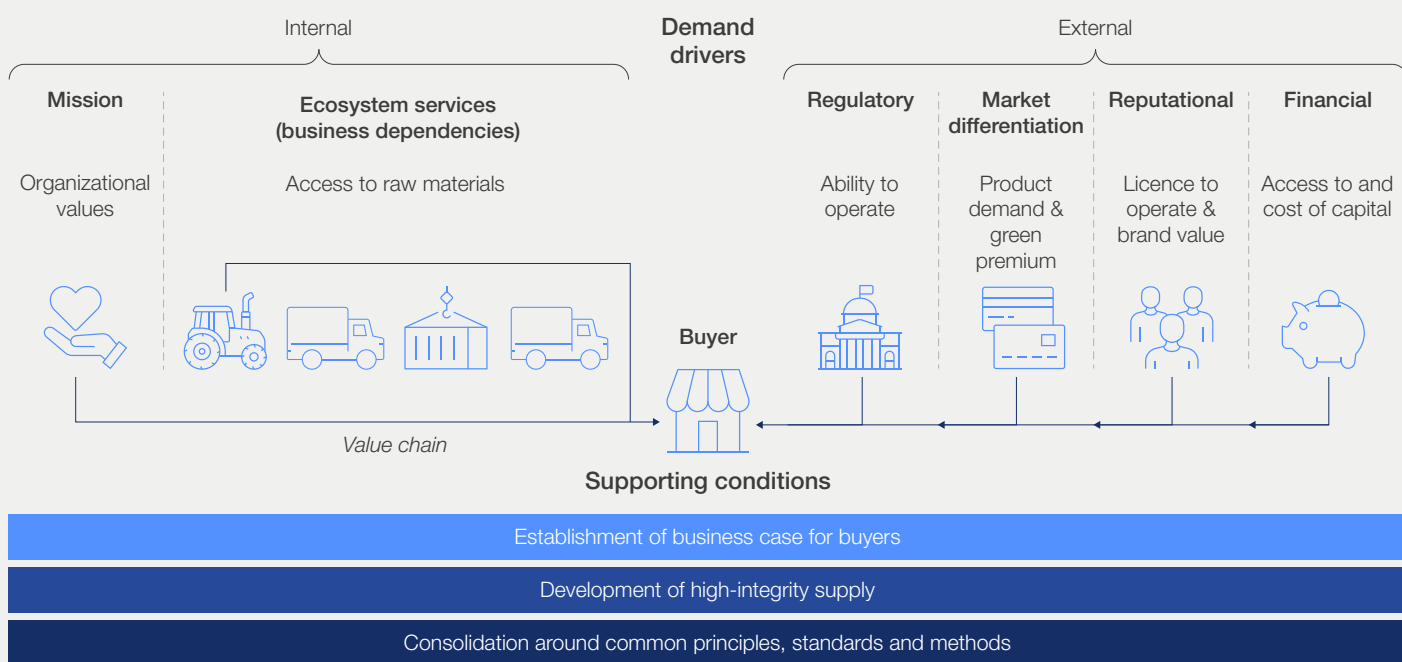 Internal
Demand
drivers
External
Mission
Ecosystem services
(business dependencies)
Regulatory
Market
differentiation
Reputational
Financial
Organizational
values
Access to raw materials
Ability to
operate
Product
demand &
green
premium
Licence to
operate &
brand value
Access to and
cost of capital
Buyer
Value chain
Supporting conditions
Establishment of business case for buyers
Development of high-integrity supply
Consolidation around common principles, standards and methods